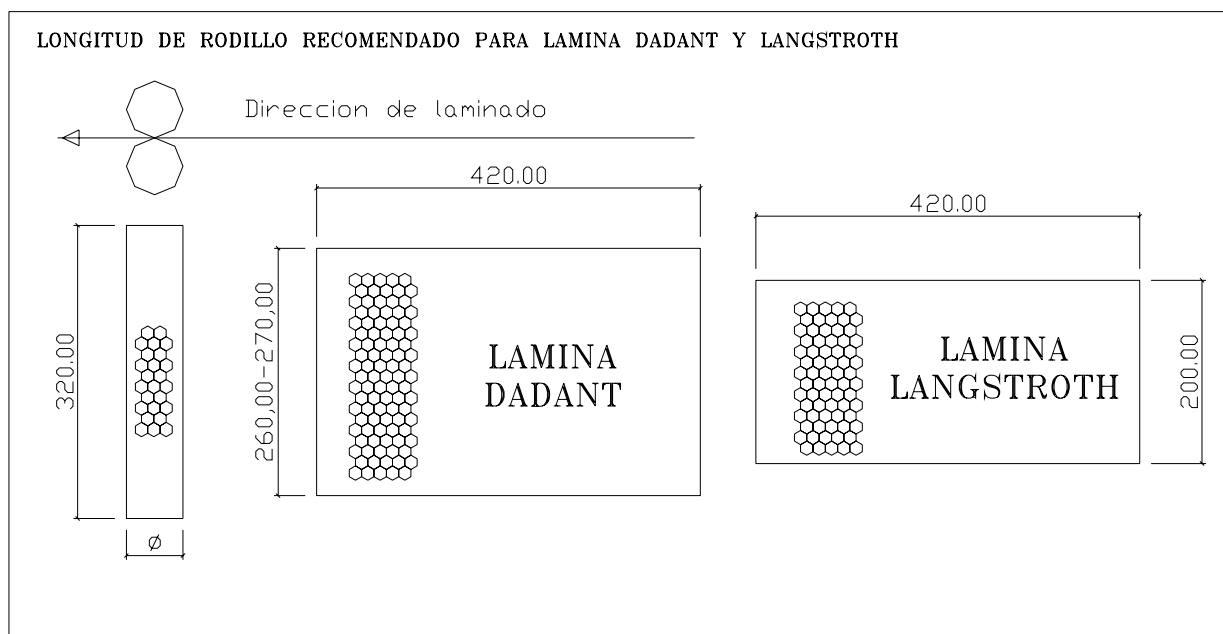 LONGITUD DE RODILLO RECOMENDADO PARA LAMINA DADANT Y LANGSTROTH
Direccion de laminado
420.00
420.00
320.00
260,00-270,00
LAMINA
DADANT
LAMINA
LANGSTROTH
200.00
Ø